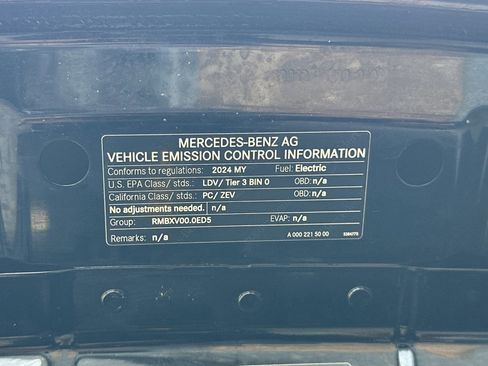 MERCEDES-BENZ AG
VEHICLE EMISSION CONTROL INFORMATION
Conforms to regulations: 2024 MY Fuel: Electric
U.S. EPA Class/ stds.: LDV/ Tier 3 BIN 0 OBD: n/a
California Class/ stds.: PC/ ZEV OBD: n/a
No adjustments needed. n/a
Group: RMBXV00.0ED5 EVAP: n/a
Remarks: n/a A 000 221 50 00